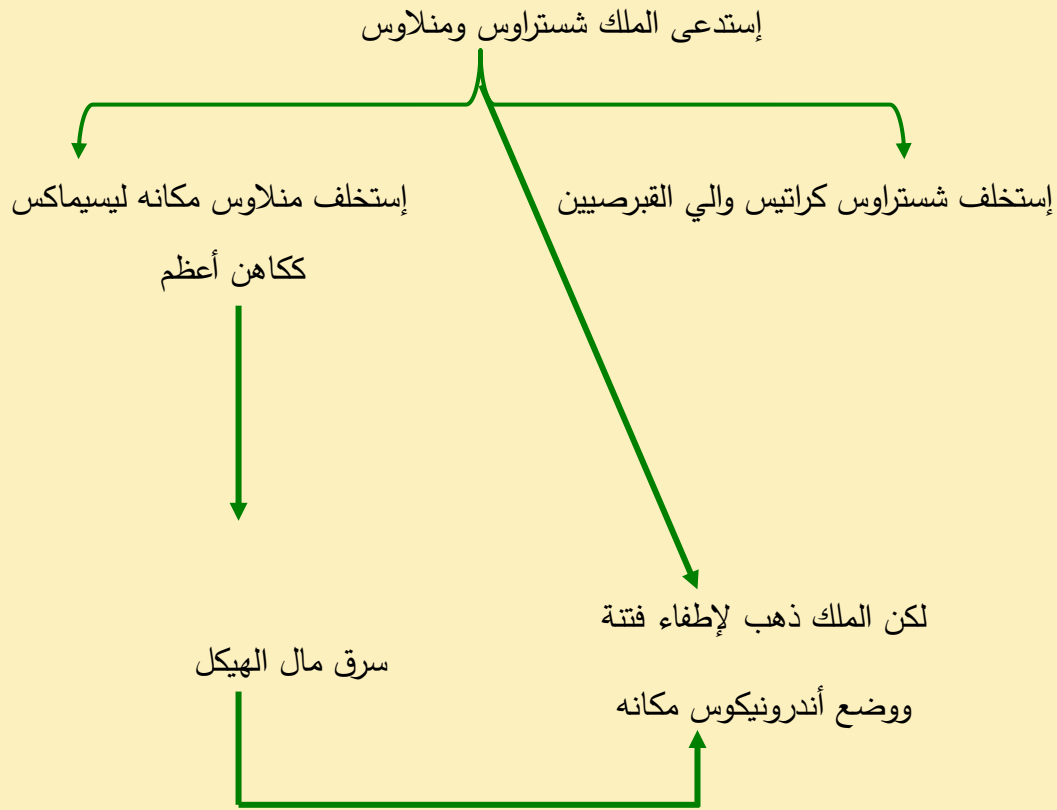 إستدعى الملك شستراوس ومنلاوس
إستخلف شستراوس كراتيس والي القبرصيين
إستخلف منلاوس مكانه ليسيماكس
ككاهن أعظم
لكن الملك ذهب لإطفاء فتنة
ووضع أندرونيكوس مكانه
سرق مال الهيكل